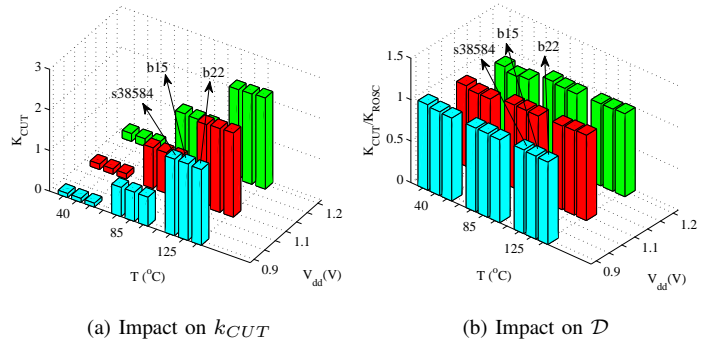 3
2
1
0
K_CUT
40
85
125
T (°C)
0.9
1.1
1.2
V_dd(V)
s38584
b15
b22
(a) Impact on k_CUT
1.5
1
0.5
0
K_CUT/K_ROSC
40
85
125
T (°C)
0.9
1.1
1.2
V_dd(V)
s38584
b15
b22
(b) Impact on 𝒟